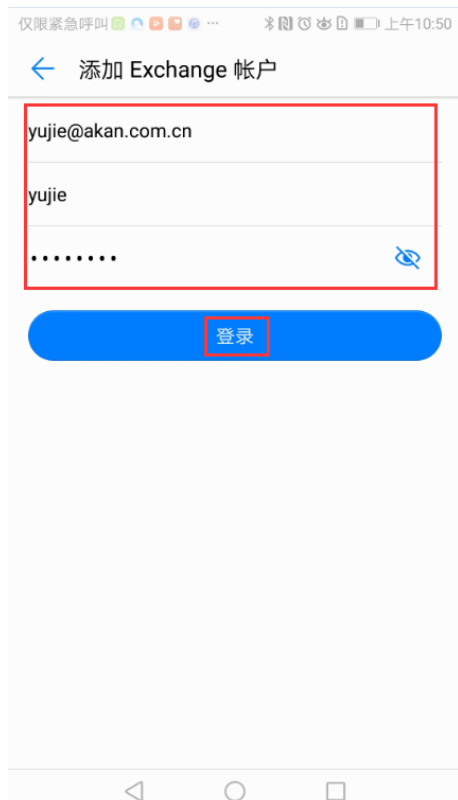 仅限紧急呼叫 ··· 上午10:50
添加 Exchange 帐户
yujie@akan.com.cn
yujie
••••••••
登录